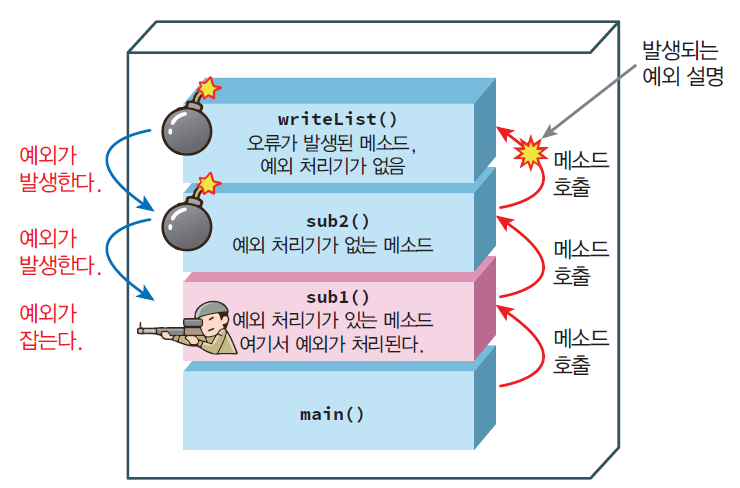 발생되는
예외 설명
writeList()
오류가 발생된 메소드,
예외 처리기가 없음
예외가
발생한다.
메소드
호출
sub2()
예외 처리기가 없는 메소드
예외가
발생한다.
메소드
호출
sub1()
예외 처리기가 있는 메소드
여기서 예외가 처리된다.
예외가
잡는다.
메소드
호출
main()